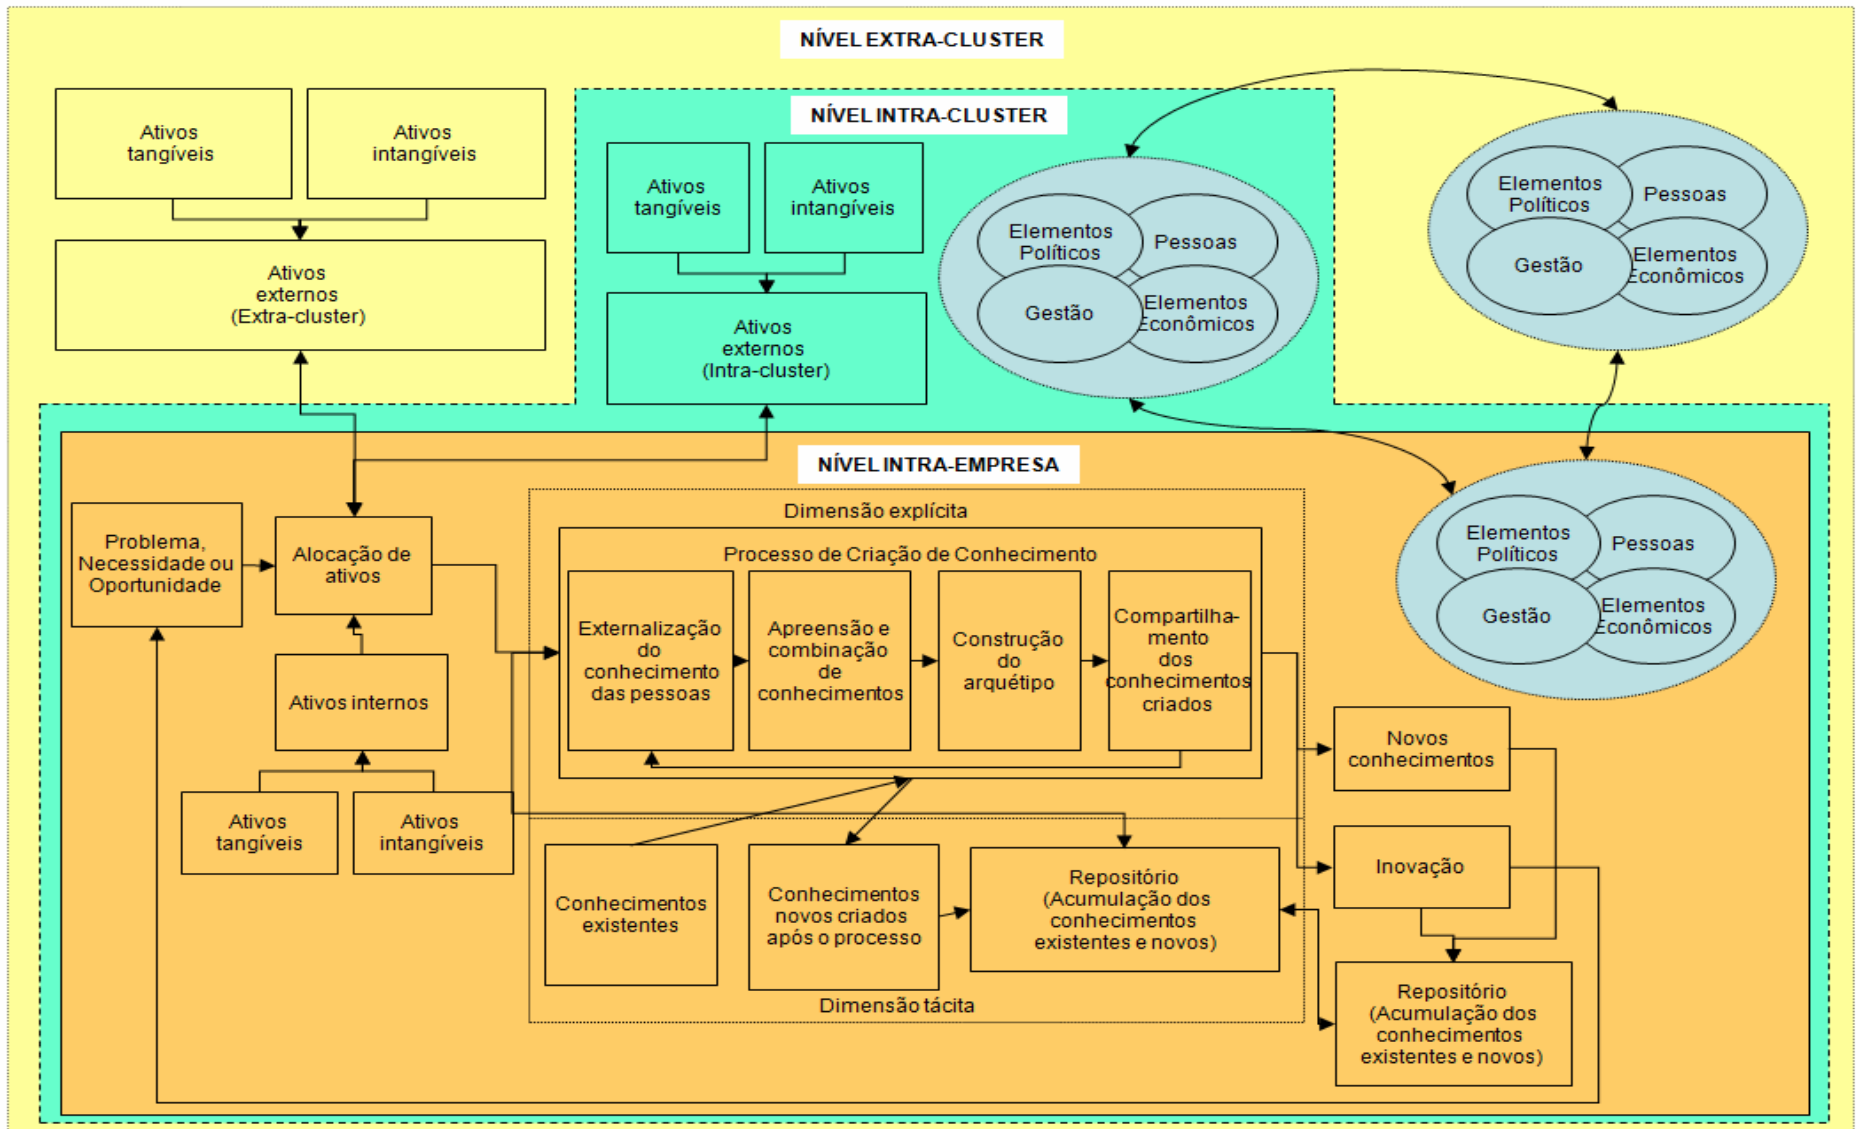 NÍVEL EXTRA-CLUSTER
Ativos
tangíveis
Ativos
intangíveis
Ativos
externos
(Extra-cluster)
NÍVEL INTRA-CLUSTER
Ativos
tangíveis
Ativos
intangíveis
Ativos
externos
(Intra-cluster)
Elementos
Políticos
Pessoas
Gestão
Elementos
Econômicos
Elementos
Políticos
Pessoas
Gestão
Elementos
Econômicos
NÍVEL INTRA-EMPRESA
Problema,
Necessidade ou
Oportunidade
Alocação de
ativos
Ativos internos
Ativos
tangíveis
Ativos
intangíveis
Dimensão explícita
Processo de Criação de Conhecimento
Externalização
do
conhecimento
das pessoas
Apreensão e
combinação
de
conhecimentos
Construção
do
arquétipo
Compartilha-
mento
dos
conhecimentos
criados
Elementos
Políticos
Pessoas
Gestão
Elementos
Econômicos
Novos
conhecimentos
Inovação
Conhecimentos
existentes
Conhecimentos
novos criados
após o processo
Repositório
(Acumulação dos
conhecimentos
existentes e novos)
Dimensão tácita
Repositório
(Acumulação dos
conhecimentos
existentes e novos)